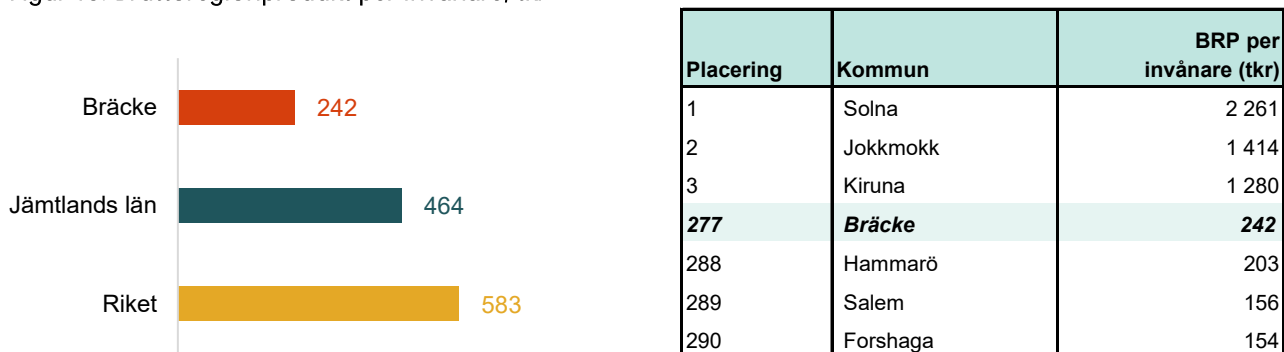 Bräcke 242
Jämtlands län 464
Riket 583
Placering Kommun BRP per invånare (tkr)
1 Solna 2 261
2 Jokkmokk 1 414
3 Kiruna 1 280
277 Bräcke 242
288 Hammarö 203
289 Salem 156
290 Forshaga 154